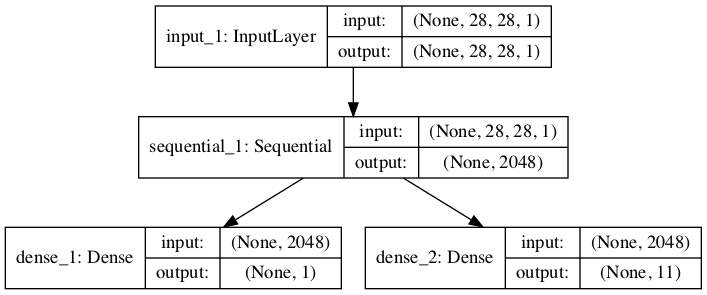 input_1: InputLayer
input: (None, 28, 28, 1)
output: (None, 28, 28, 1)
sequential_1: Sequential
input: (None, 28, 28, 1)
output: (None, 2048)
dense_1: Dense
input: (None, 2048)
output: (None, 1)
dense_2: Dense
input: (None, 2048)
output: (None, 11)